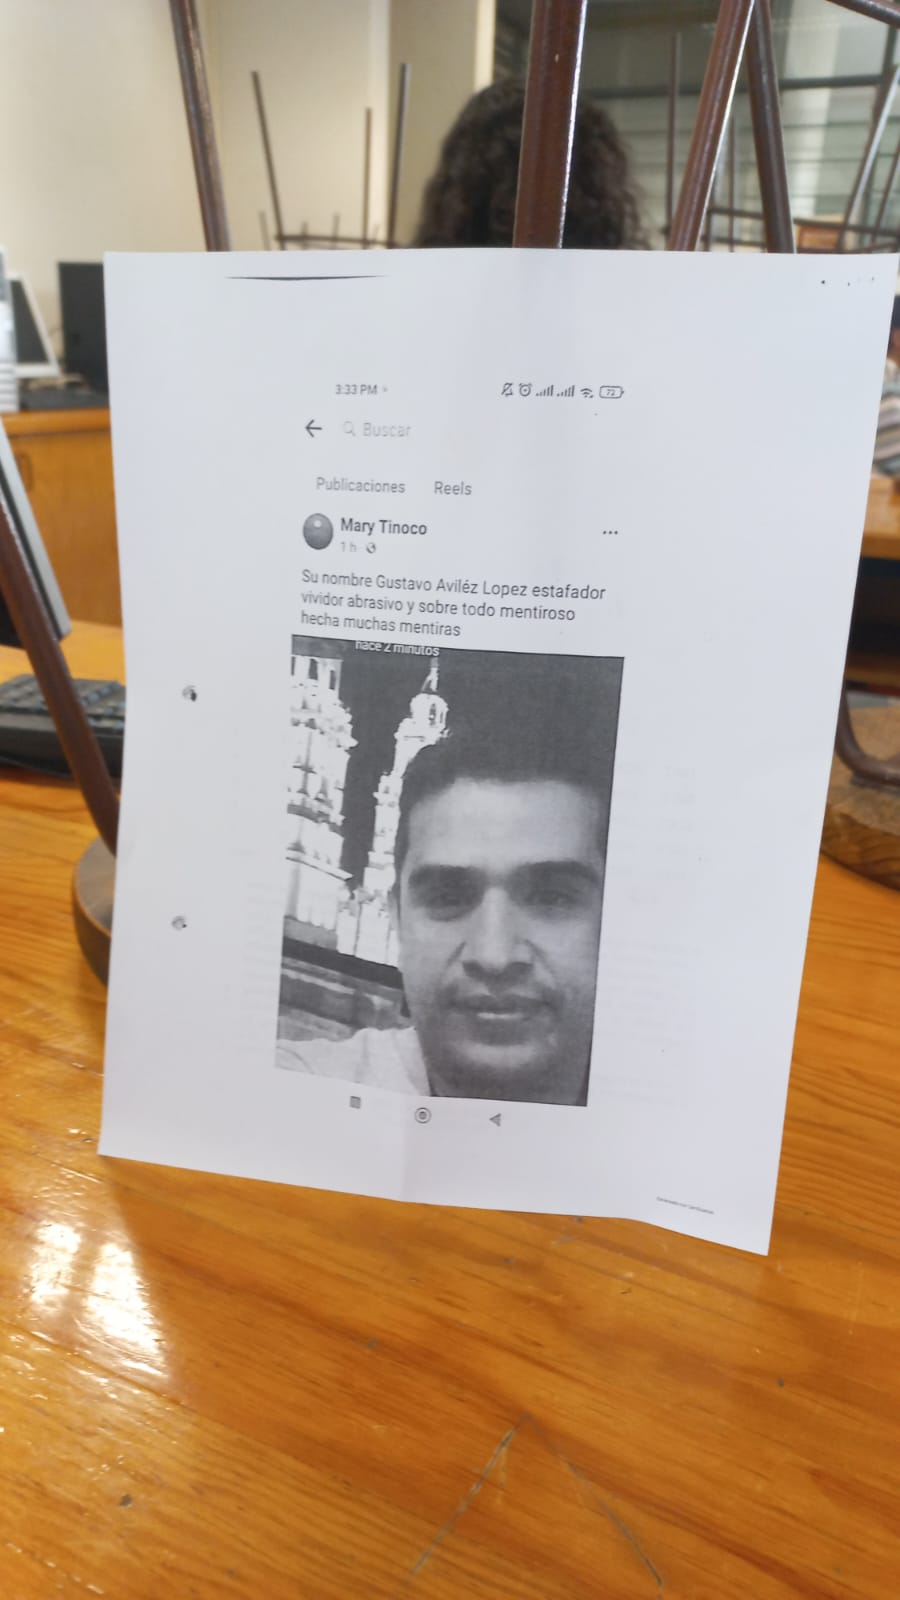 3:33 PM
72
Buscar
Publicaciones Reels
Mary Tinoco
1 h
Su nombre Gustavo Aviléz Lopez estafador
vividor abrasivo y sobre todo mentiroso
hecha muchas mentiras
hace 2 minutos